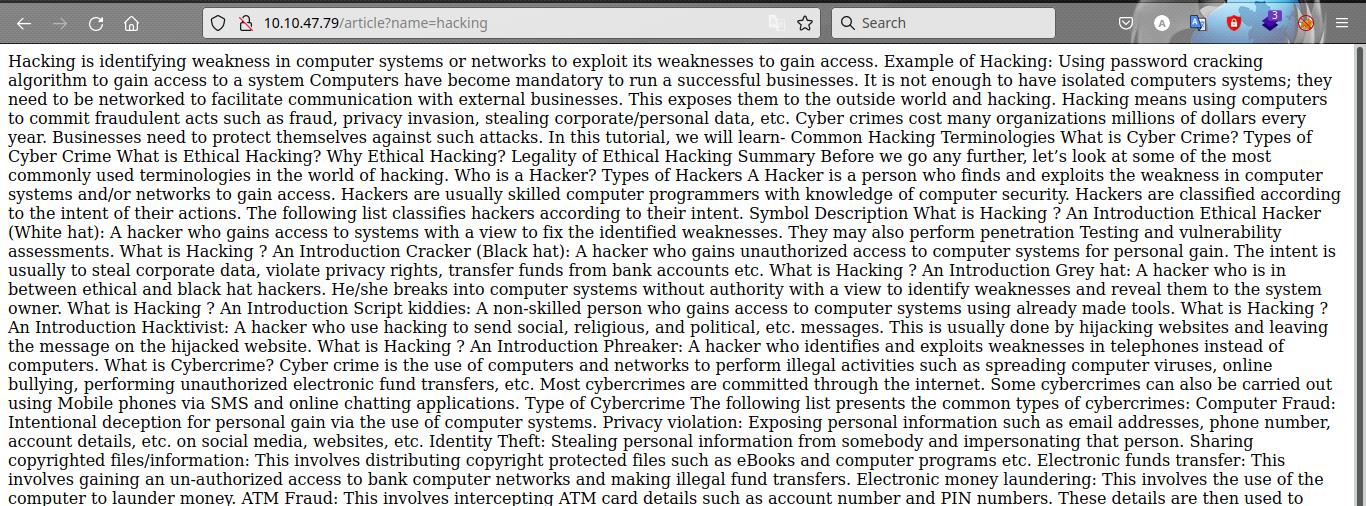 10.10.47.79/article?name=hacking
Search
A
3
Hacking is identifying weakness in computer systems or networks to exploit its weaknesses to gain access. Example of Hacking: Using password cracking
algorithm to gain access to a system Computers have become mandatory to run a successful businesses. It is not enough to have isolated computers systems; they
need to be networked to facilitate communication with external businesses. This exposes them to the outside world and hacking. Hacking means using computers
to commit fraudulent acts such as fraud, privacy invasion, stealing corporate/personal data, etc. Cyber crimes cost many organizations millions of dollars every
year. Businesses need to protect themselves against such attacks. In this tutorial, we will learn- Common Hacking Terminologies What is Cyber Crime? Types of
Cyber Crime What is Ethical Hacking? Why Ethical Hacking? Legality of Ethical Hacking Summary Before we go any further, let’s look at some of the most
commonly used terminologies in the world of hacking. Who is a Hacker? Types of Hackers A Hacker is a person who finds and exploits the weakness in computer
systems and/or networks to gain access. Hackers are usually skilled computer programmers with knowledge of computer security. Hackers are classified according
to the intent of their actions. The following list classifies hackers according to their intent. Symbol Description What is Hacking ? An Introduction Ethical Hacker
(White hat): A hacker who gains access to systems with a view to fix the identified weaknesses. They may also perform penetration Testing and vulnerability
assessments. What is Hacking ? An Introduction Cracker (Black hat): A hacker who gains unauthorized access to computer systems for personal gain. The intent is
usually to steal corporate data, violate privacy rights, transfer funds from bank accounts etc. What is Hacking ? An Introduction Grey hat: A hacker who is in
between ethical and black hat hackers. He/she breaks into computer systems without authority with a view to identify weaknesses and reveal them to the system
owner. What is Hacking ? An Introduction Script kiddies: A non-skilled person who gains access to computer systems using already made tools. What is Hacking ?
An Introduction Hacktivist: A hacker who use hacking to send social, religious, and political, etc. messages. This is usually done by hijacking websites and leaving
the message on the hijacked website. What is Hacking ? An Introduction Phreaker: A hacker who identifies and exploits weaknesses in telephones instead of
computers. What is Cybercrime? Cyber crime is the use of computers and networks to perform illegal activities such as spreading computer viruses, online
bullying, performing unauthorized electronic fund transfers, etc. Most cybercrimes are committed through the internet. Some cybercrimes can also be carried out
using Mobile phones via SMS and online chatting applications. Type of Cybercrime The following list presents the common types of cybercrimes: Computer Fraud:
Intentional deception for personal gain via the use of computer systems. Privacy violation: Exposing personal information such as email addresses, phone number,
account details, etc. on social media, websites, etc. Identity Theft: Stealing personal information from somebody and impersonating that person. Sharing
copyrighted files/information: This involves distributing copyright protected files such as eBooks and computer programs etc. Electronic funds transfer: This
involves gaining an un-authorized access to bank computer networks and making illegal fund transfers. Electronic money laundering: This involves the use of the
computer to launder money. ATM Fraud: This involves intercepting ATM card details such as account number and PIN numbers. These details are then used to